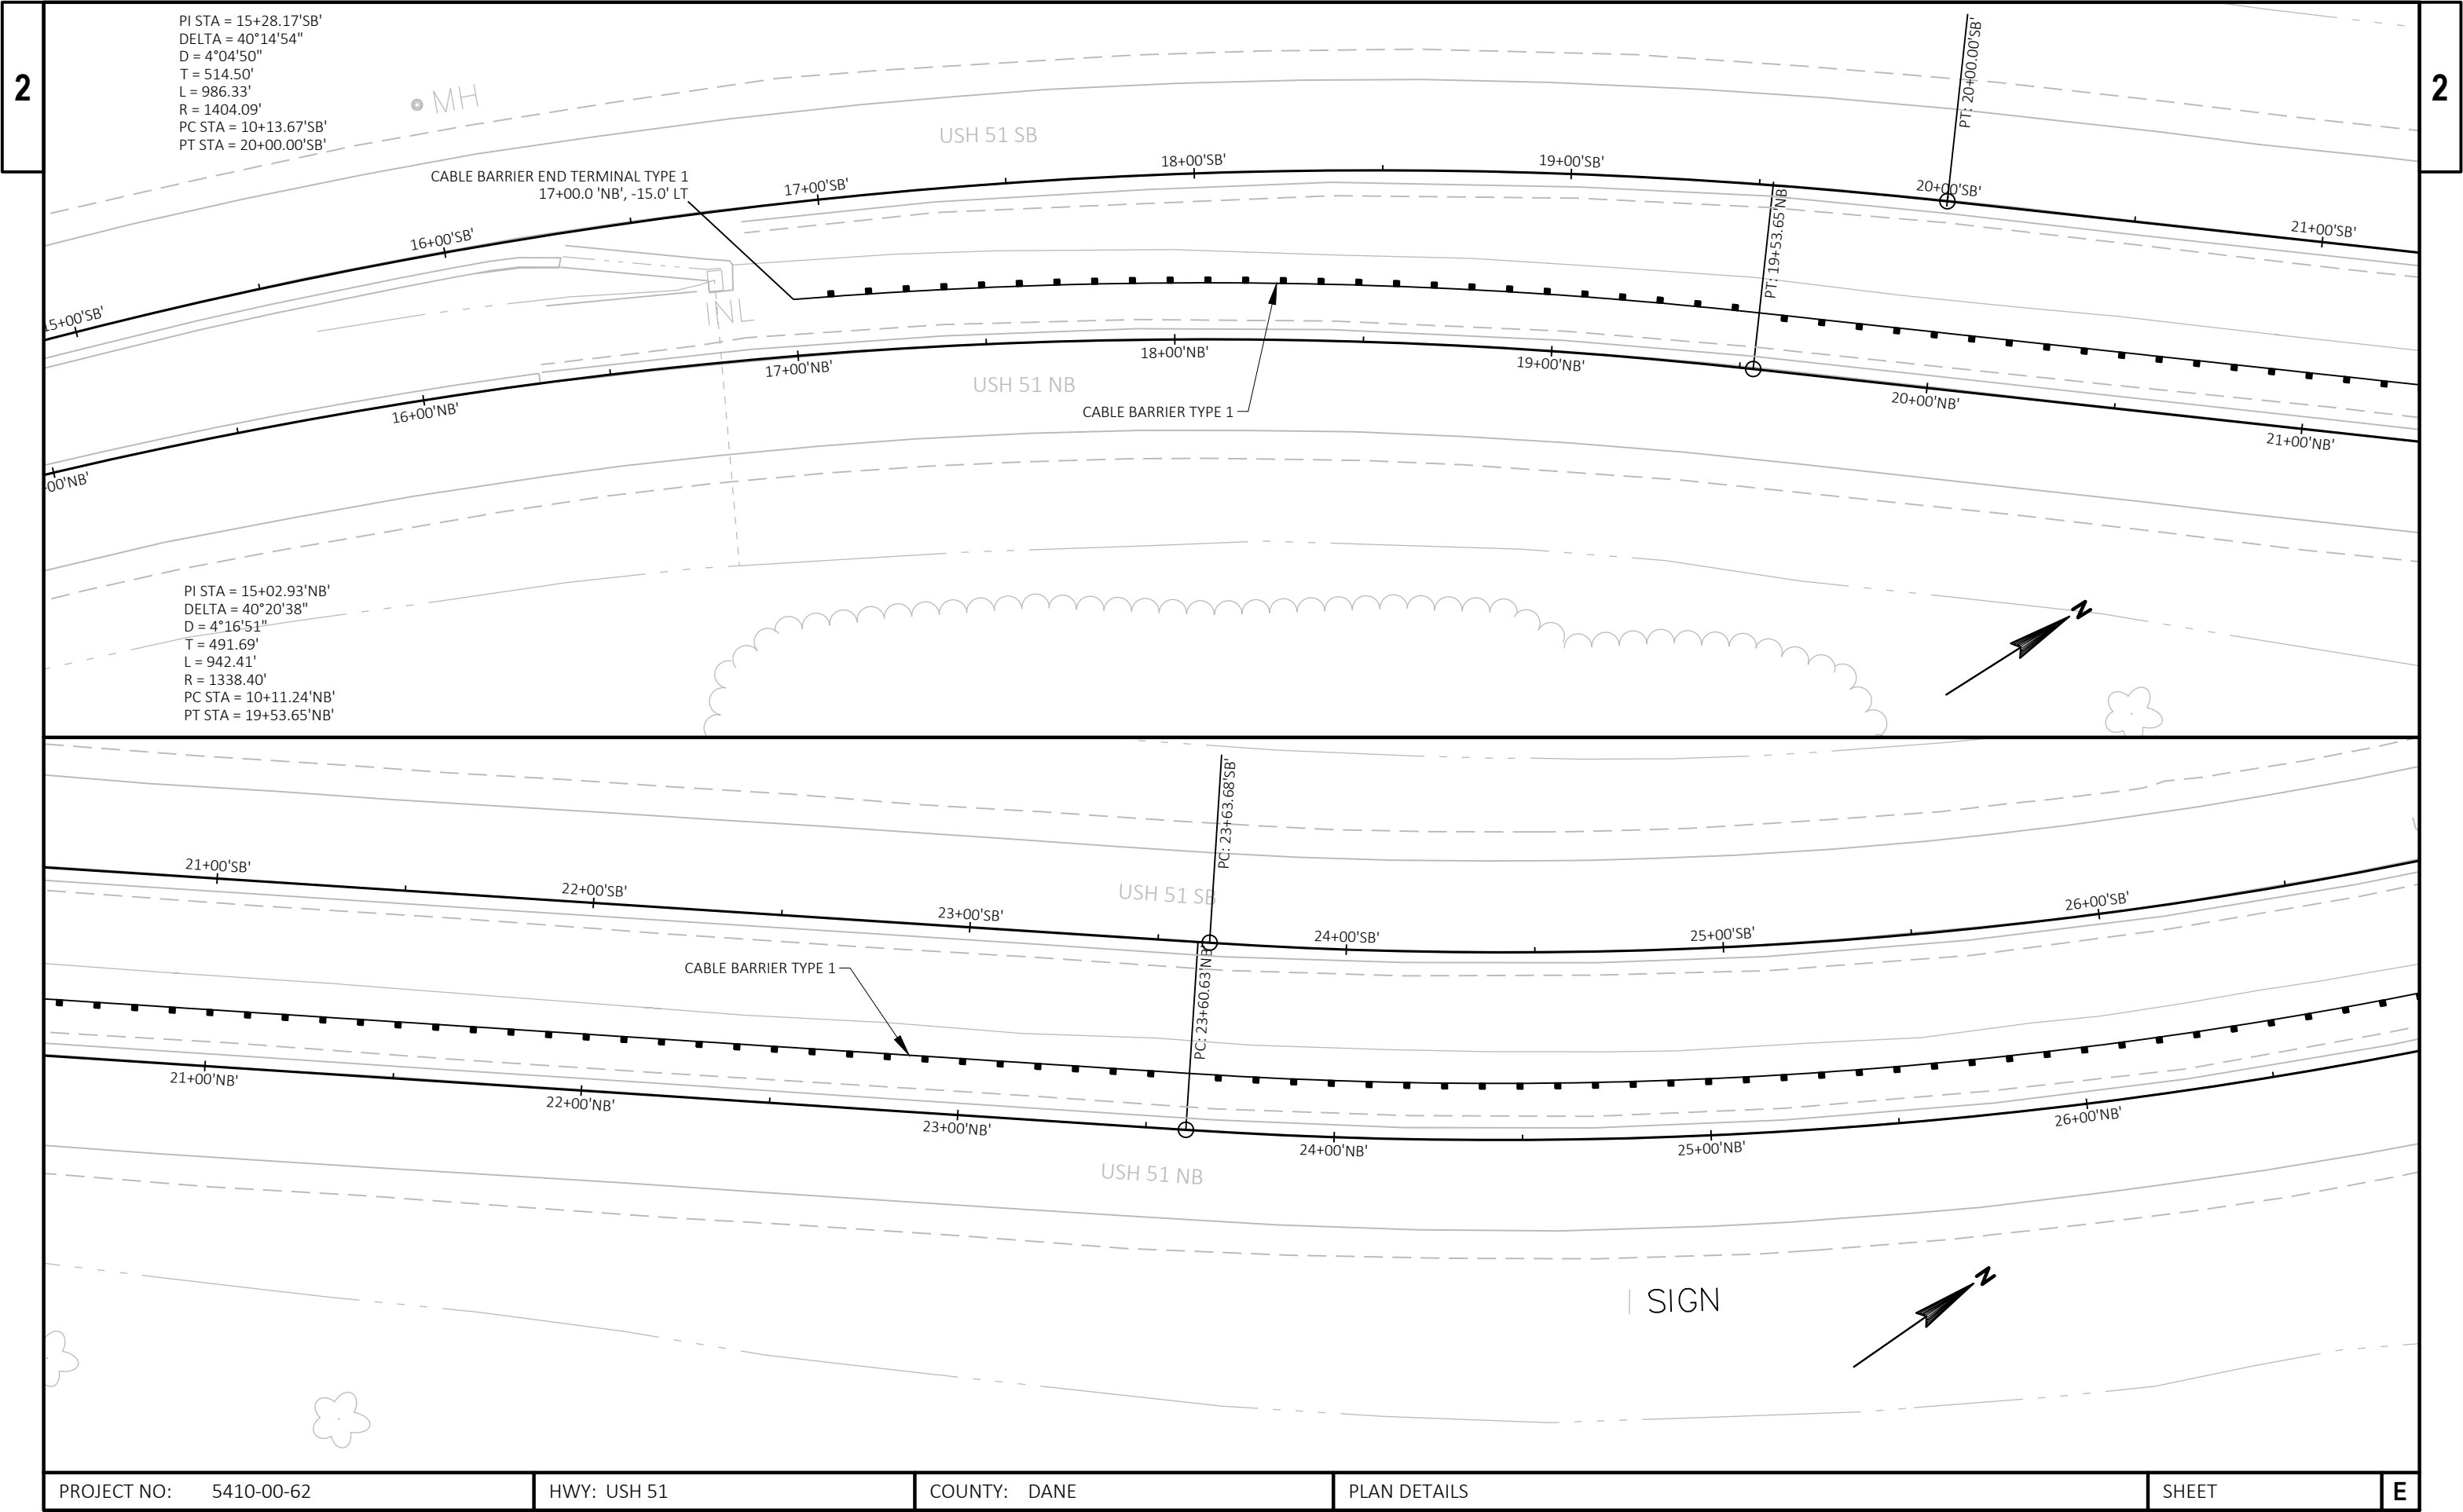 2
2
PI STA = 15+28.17'SB'
DELTA = 40°14'54"
D = 4°04'50"
T = 514.50'
L = 986.33'
R = 1404.09'
PC STA = 10+13.67'SB'
PT STA = 20+00.00'SB'
MH
USH 51 SB
CABLE BARRIER END TERMINAL TYPE 1
17+00.0 'NB', -15.0' LT
15+00'SB'
16+00'SB'
17+00'SB'
18+00'SB'
19+00'SB'
20+00'SB'
21+00'SB'
PT: 20+00.00'SB'
PT: 19+53.65'NB'
INL
+00'NB'
16+00'NB'
17+00'NB'
18+00'NB'
19+00'NB'
20+00'NB'
21+00'NB'
USH 51 NB
CABLE BARRIER TYPE 1
PI STA = 15+02.93'NB'
DELTA = 40°20'38"
D = 4°16'51"
T = 491.69'
L = 942.41'
R = 1338.40'
PC STA = 10+11.24'NB'
PT STA = 19+53.65'NB'
N
21+00'SB'
22+00'SB'
23+00'SB'
24+00'SB'
25+00'SB'
26+00'SB'
USH 51 SB
PC: 23+63.68'SB'
PC: 23+60.63'NB'
CABLE BARRIER TYPE 1
21+00'NB'
22+00'NB'
23+00'NB'
24+00'NB'
25+00'NB'
26+00'NB'
USH 51 NB
SIGN
N
PROJECT NO: 5410-00-62
HWY: USH 51
COUNTY: DANE
PLAN DETAILS
SHEET
E